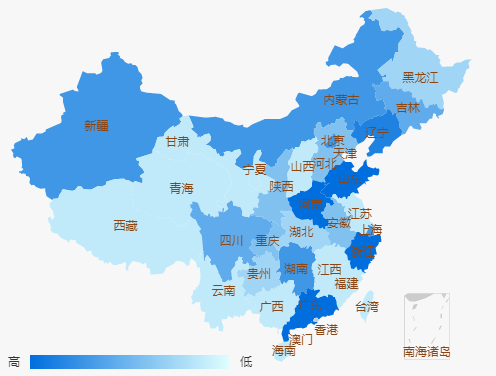 黑龙江
内蒙古
吉林
新疆
辽宁
北京
甘肃
天津
河北
山西
宁夏
山东
青海
陕西
河南
江苏
西藏
安徽
上海
湖北
四川
重庆
浙江
湖南
江西
贵州
福建
云南
广西
广东
台湾
香港
澳门
海南
南海诸岛
高
低